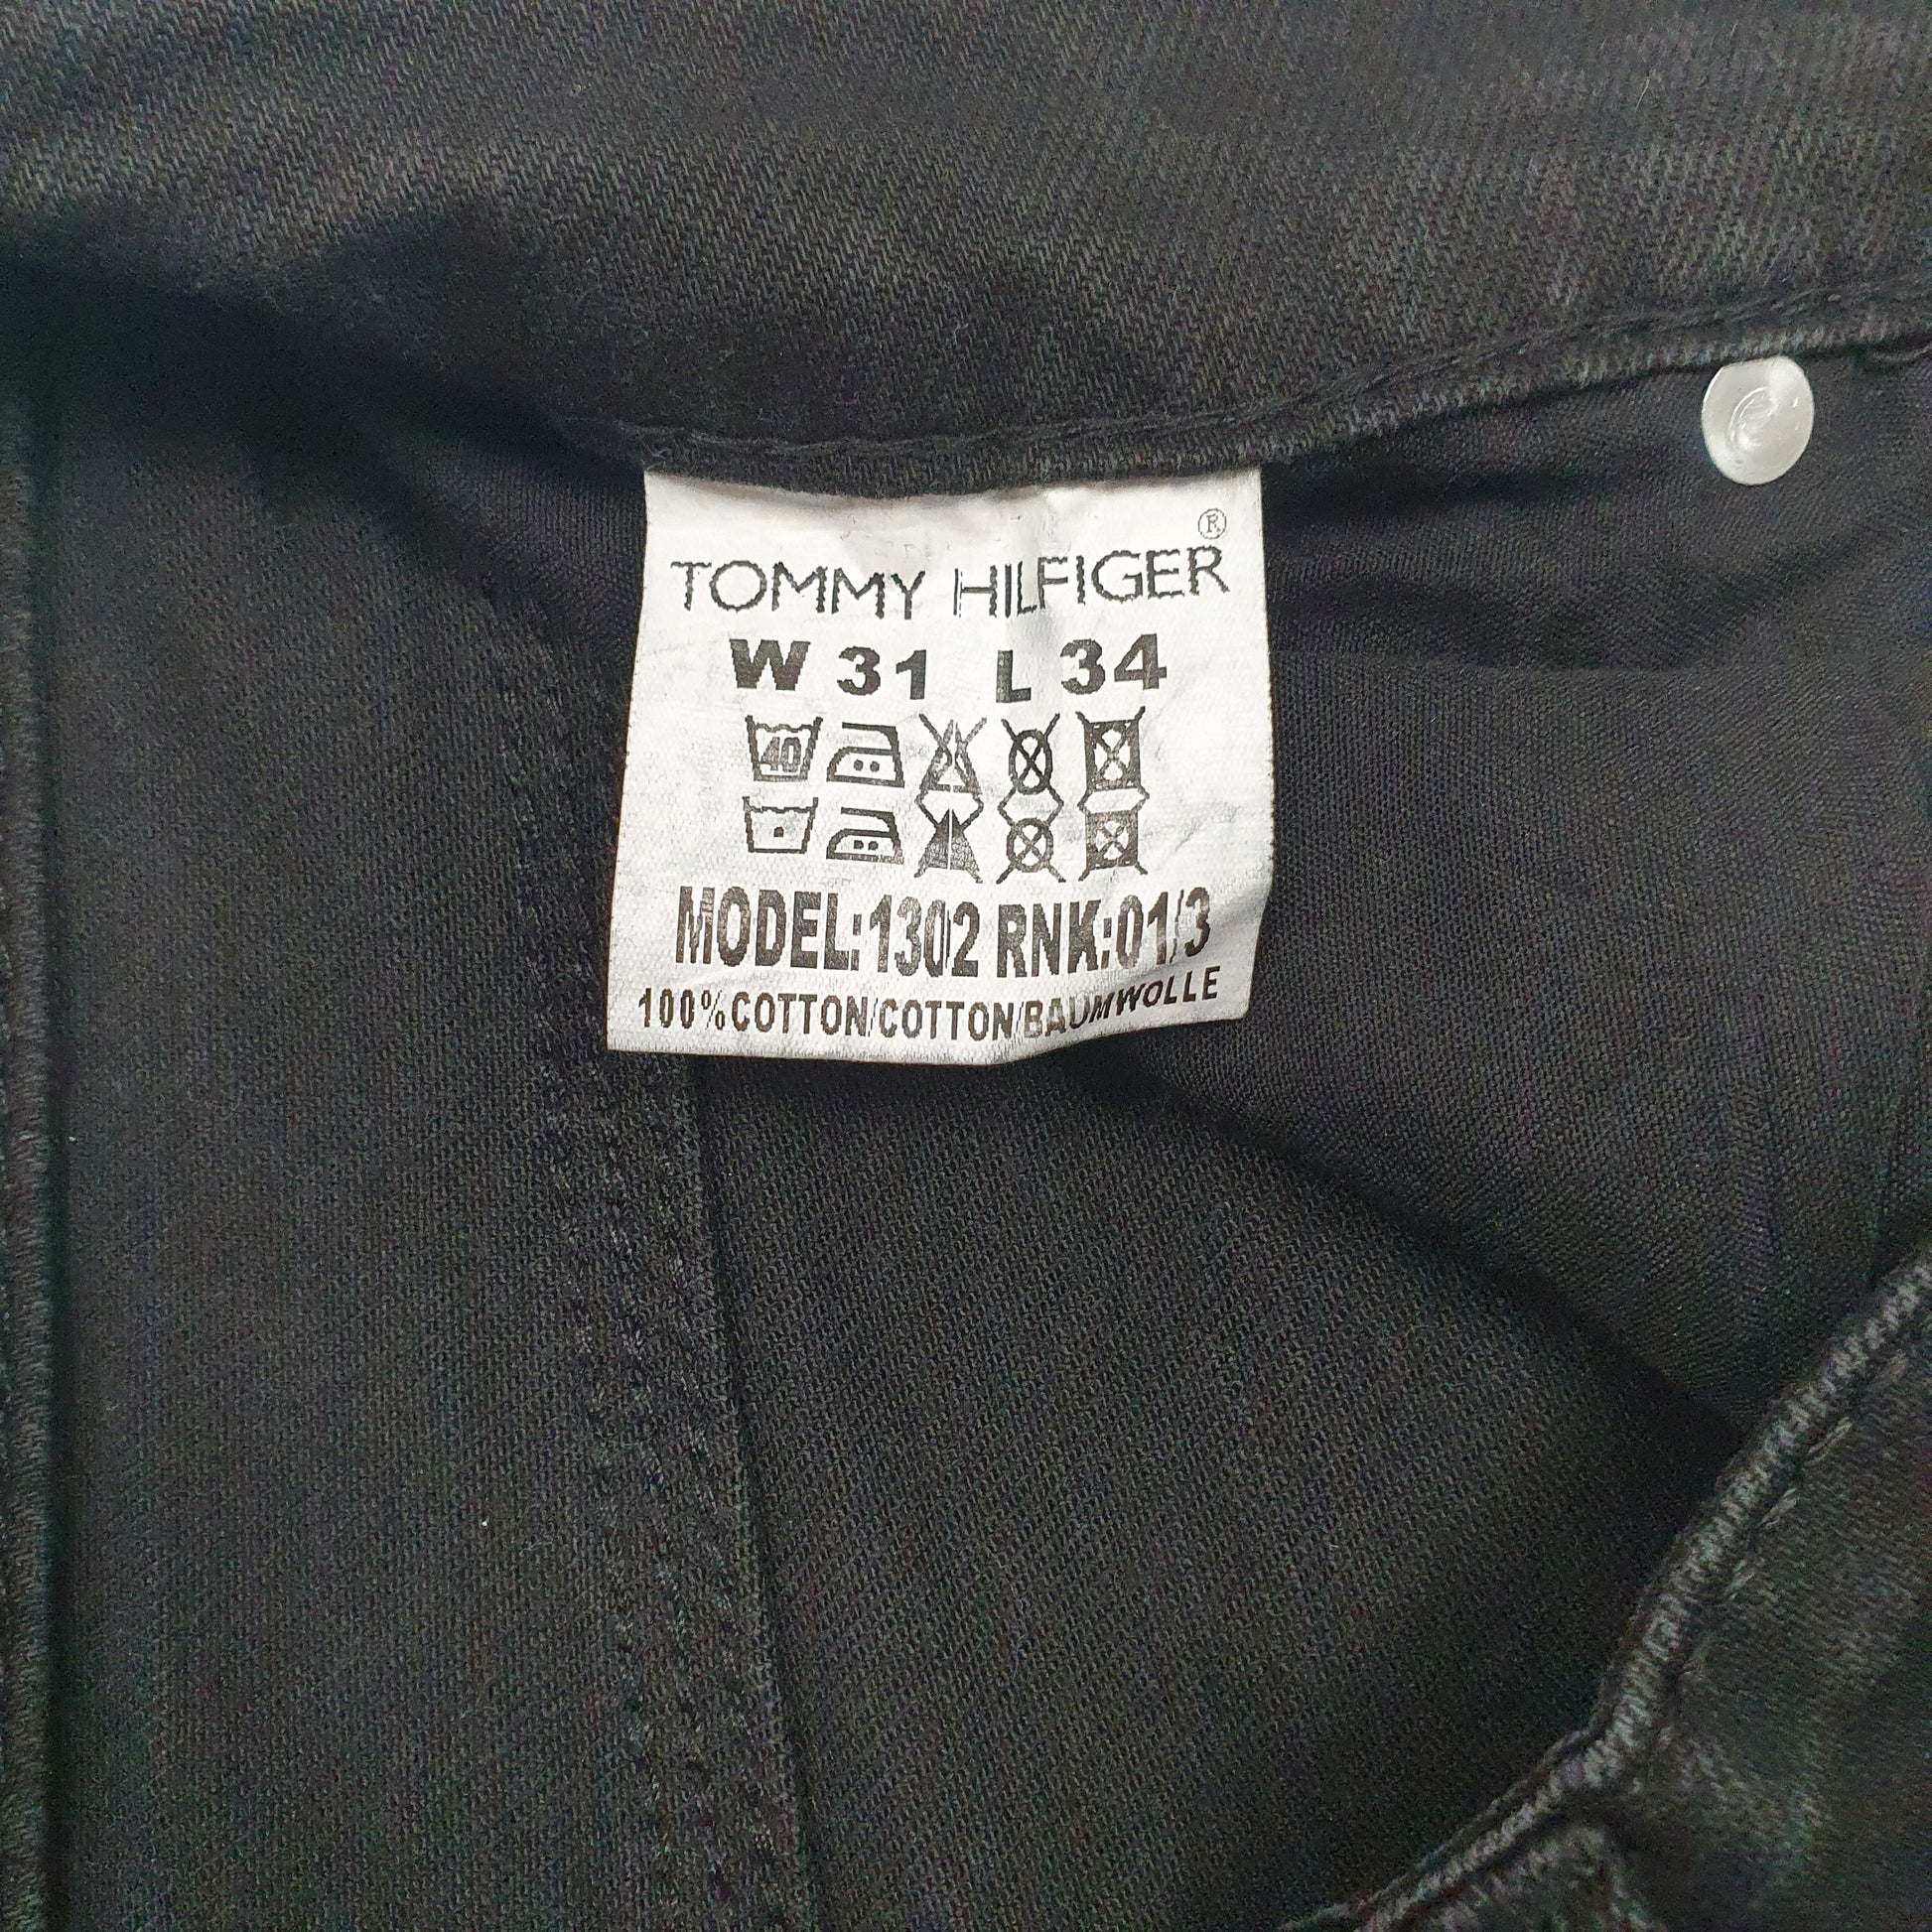 ®
TOMMY HILFIGER
W 31 L 34
40
MODEL:1302 RNK:01/3
100%COTTON/COTTON/BAUMWOLLE